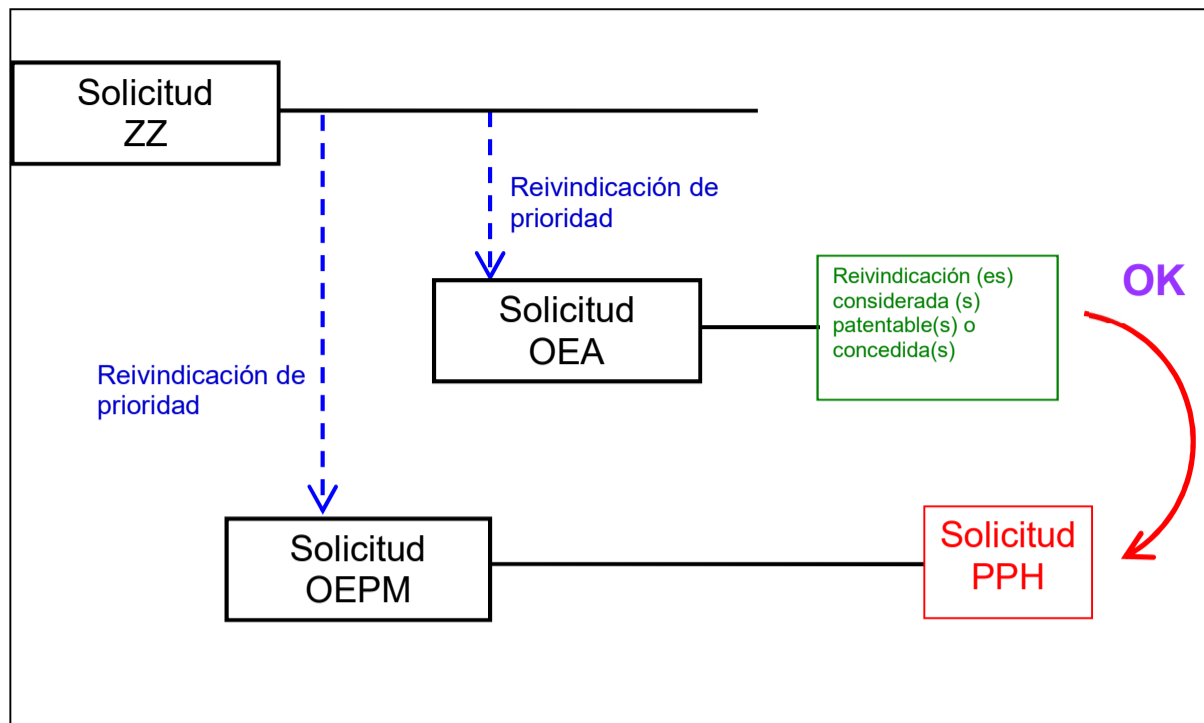 Solicitud
ZZ
Reivindicación de
prioridad
Solicitud
OEA
Reivindicación (es)
considerada (s)
patentable(s) o
concedida(s)
OK
Reivindicación de
prioridad
Solicitud
OEPM
Solicitud
PPH